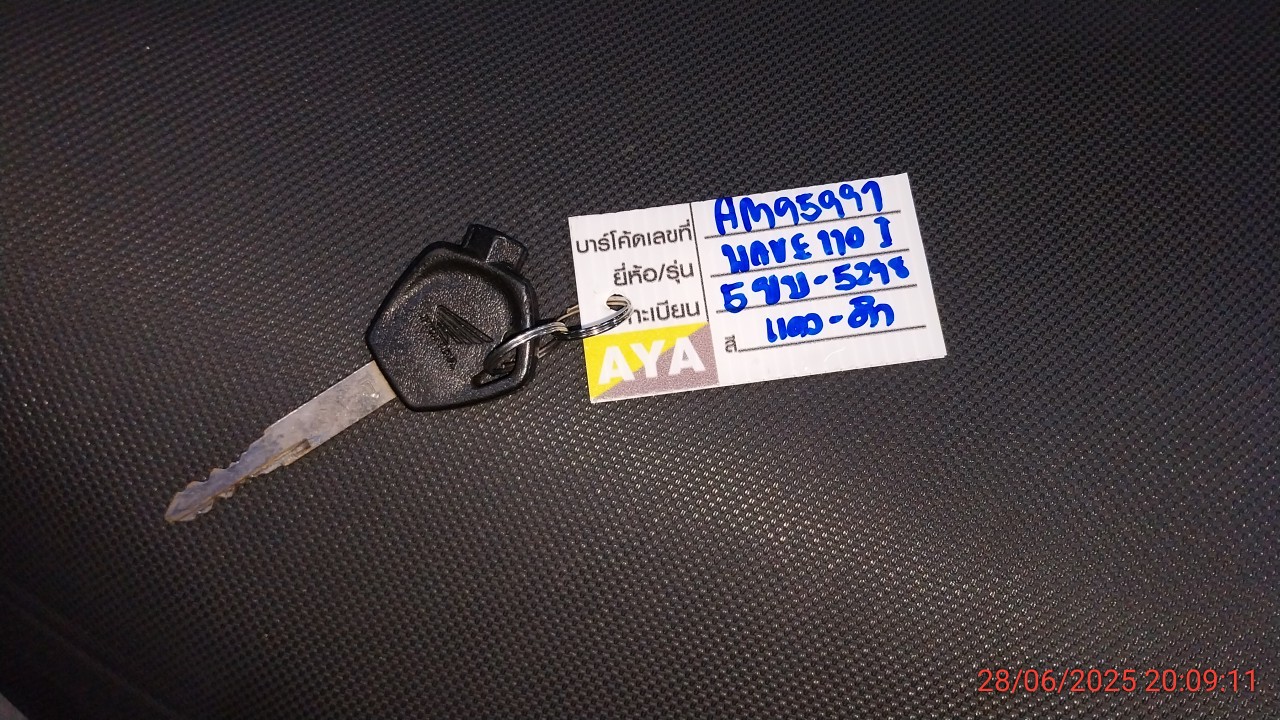 บาร์โค้ดเลขที่ AM95997
ยี่ห้อ/รุ่น WAVE 110 I
ทะเบียน 5ขบ-5298
สี แดง-ดำ
AYA
28/06/2025 20:09:11